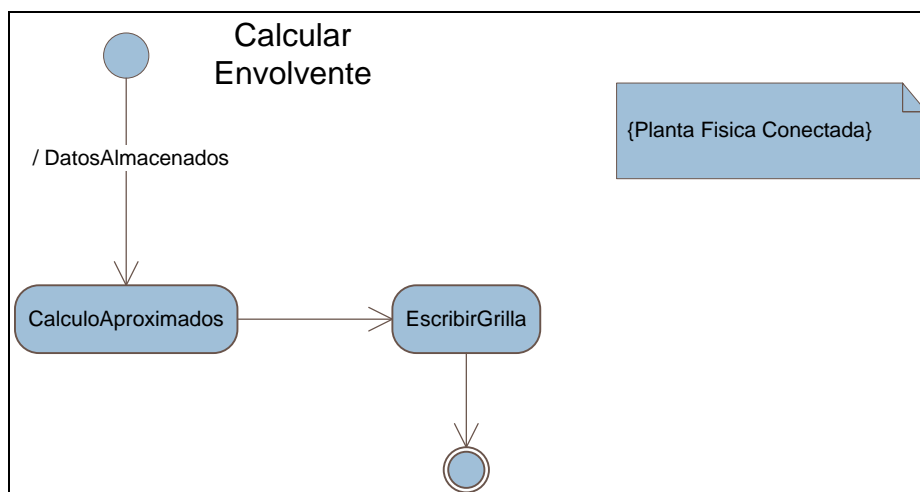 Calcular
Envolvente
{Planta Fisica Conectada}
/ DatosAlmacenados
CalculoAproximados
EscribirGrilla